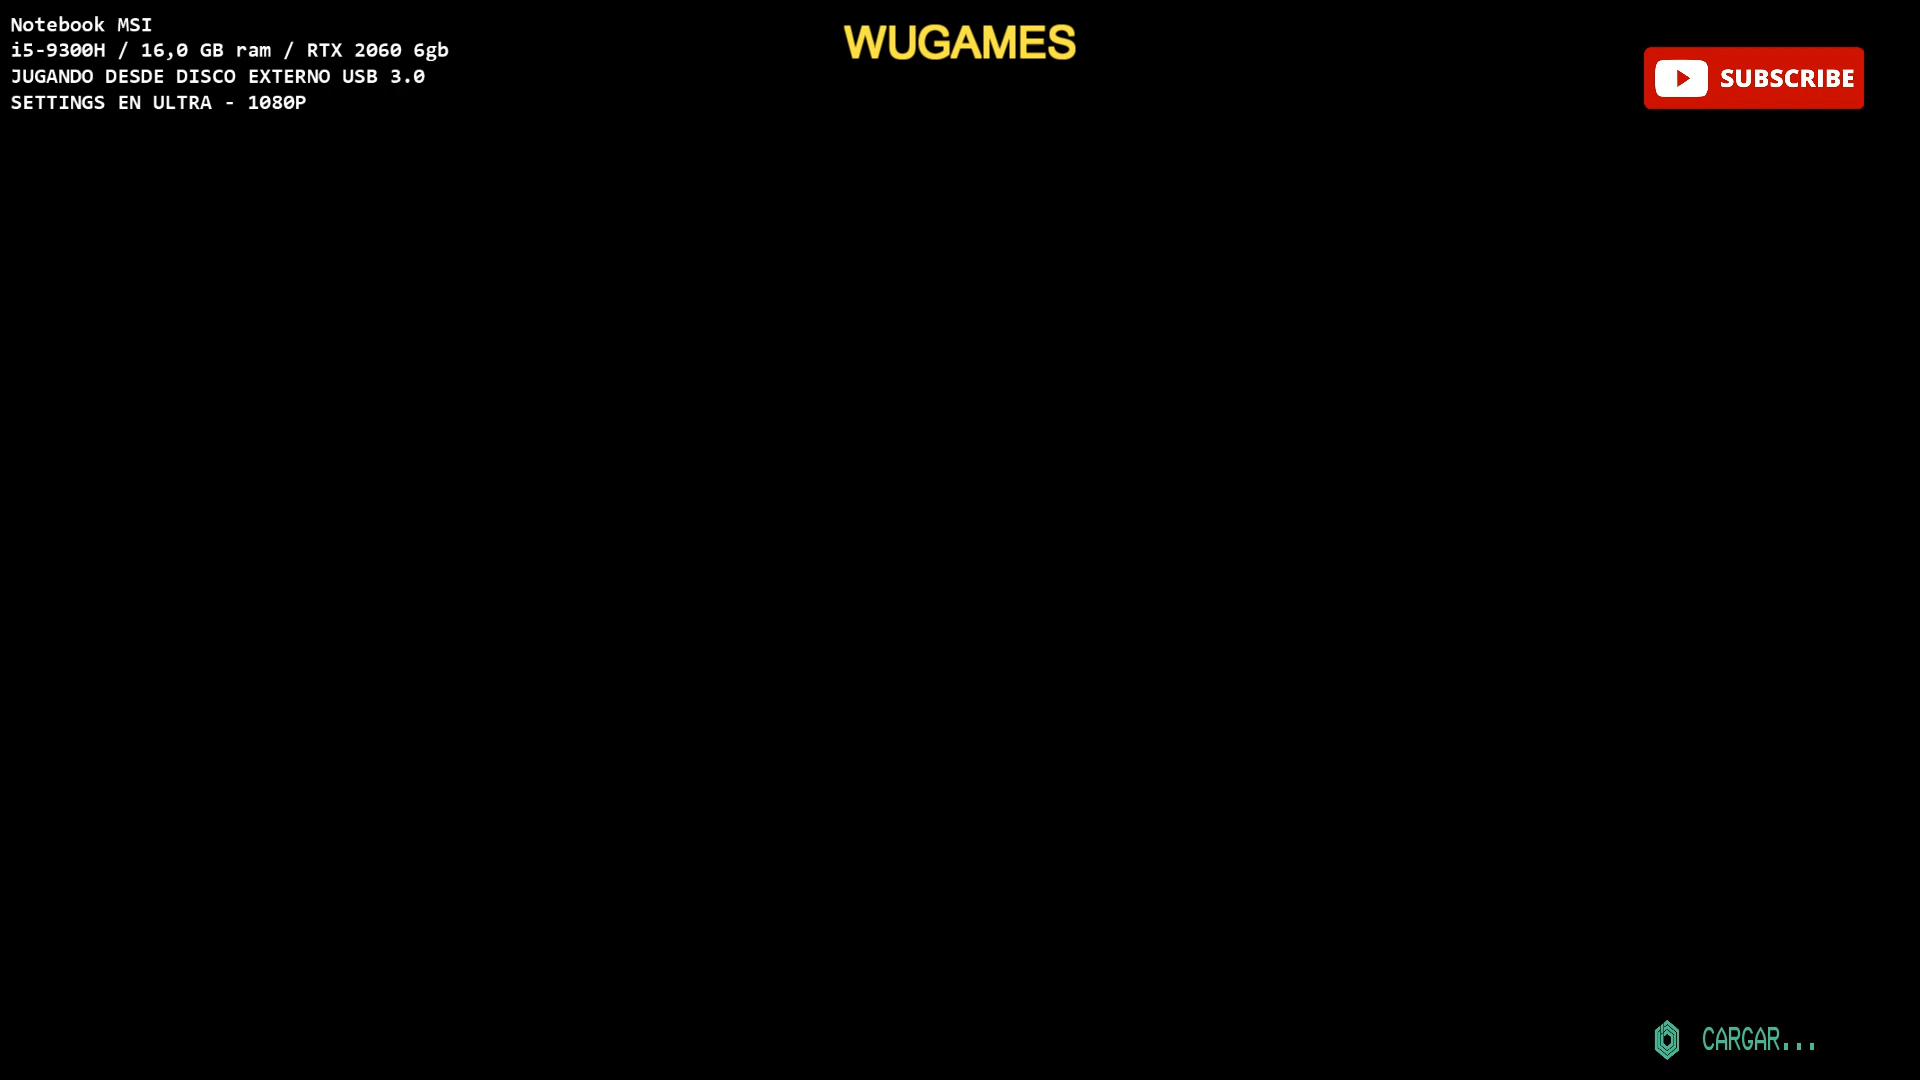 Notebook MSI
i5-9300H / 16,0 GB ram / RTX 2060 6gb
JUGANDO DESDE DISCO EXTERNO USB 3.0
SETTINGS EN ULTRA - 1080P
WUGAMES
SUBSCRIBE
CARGAR...